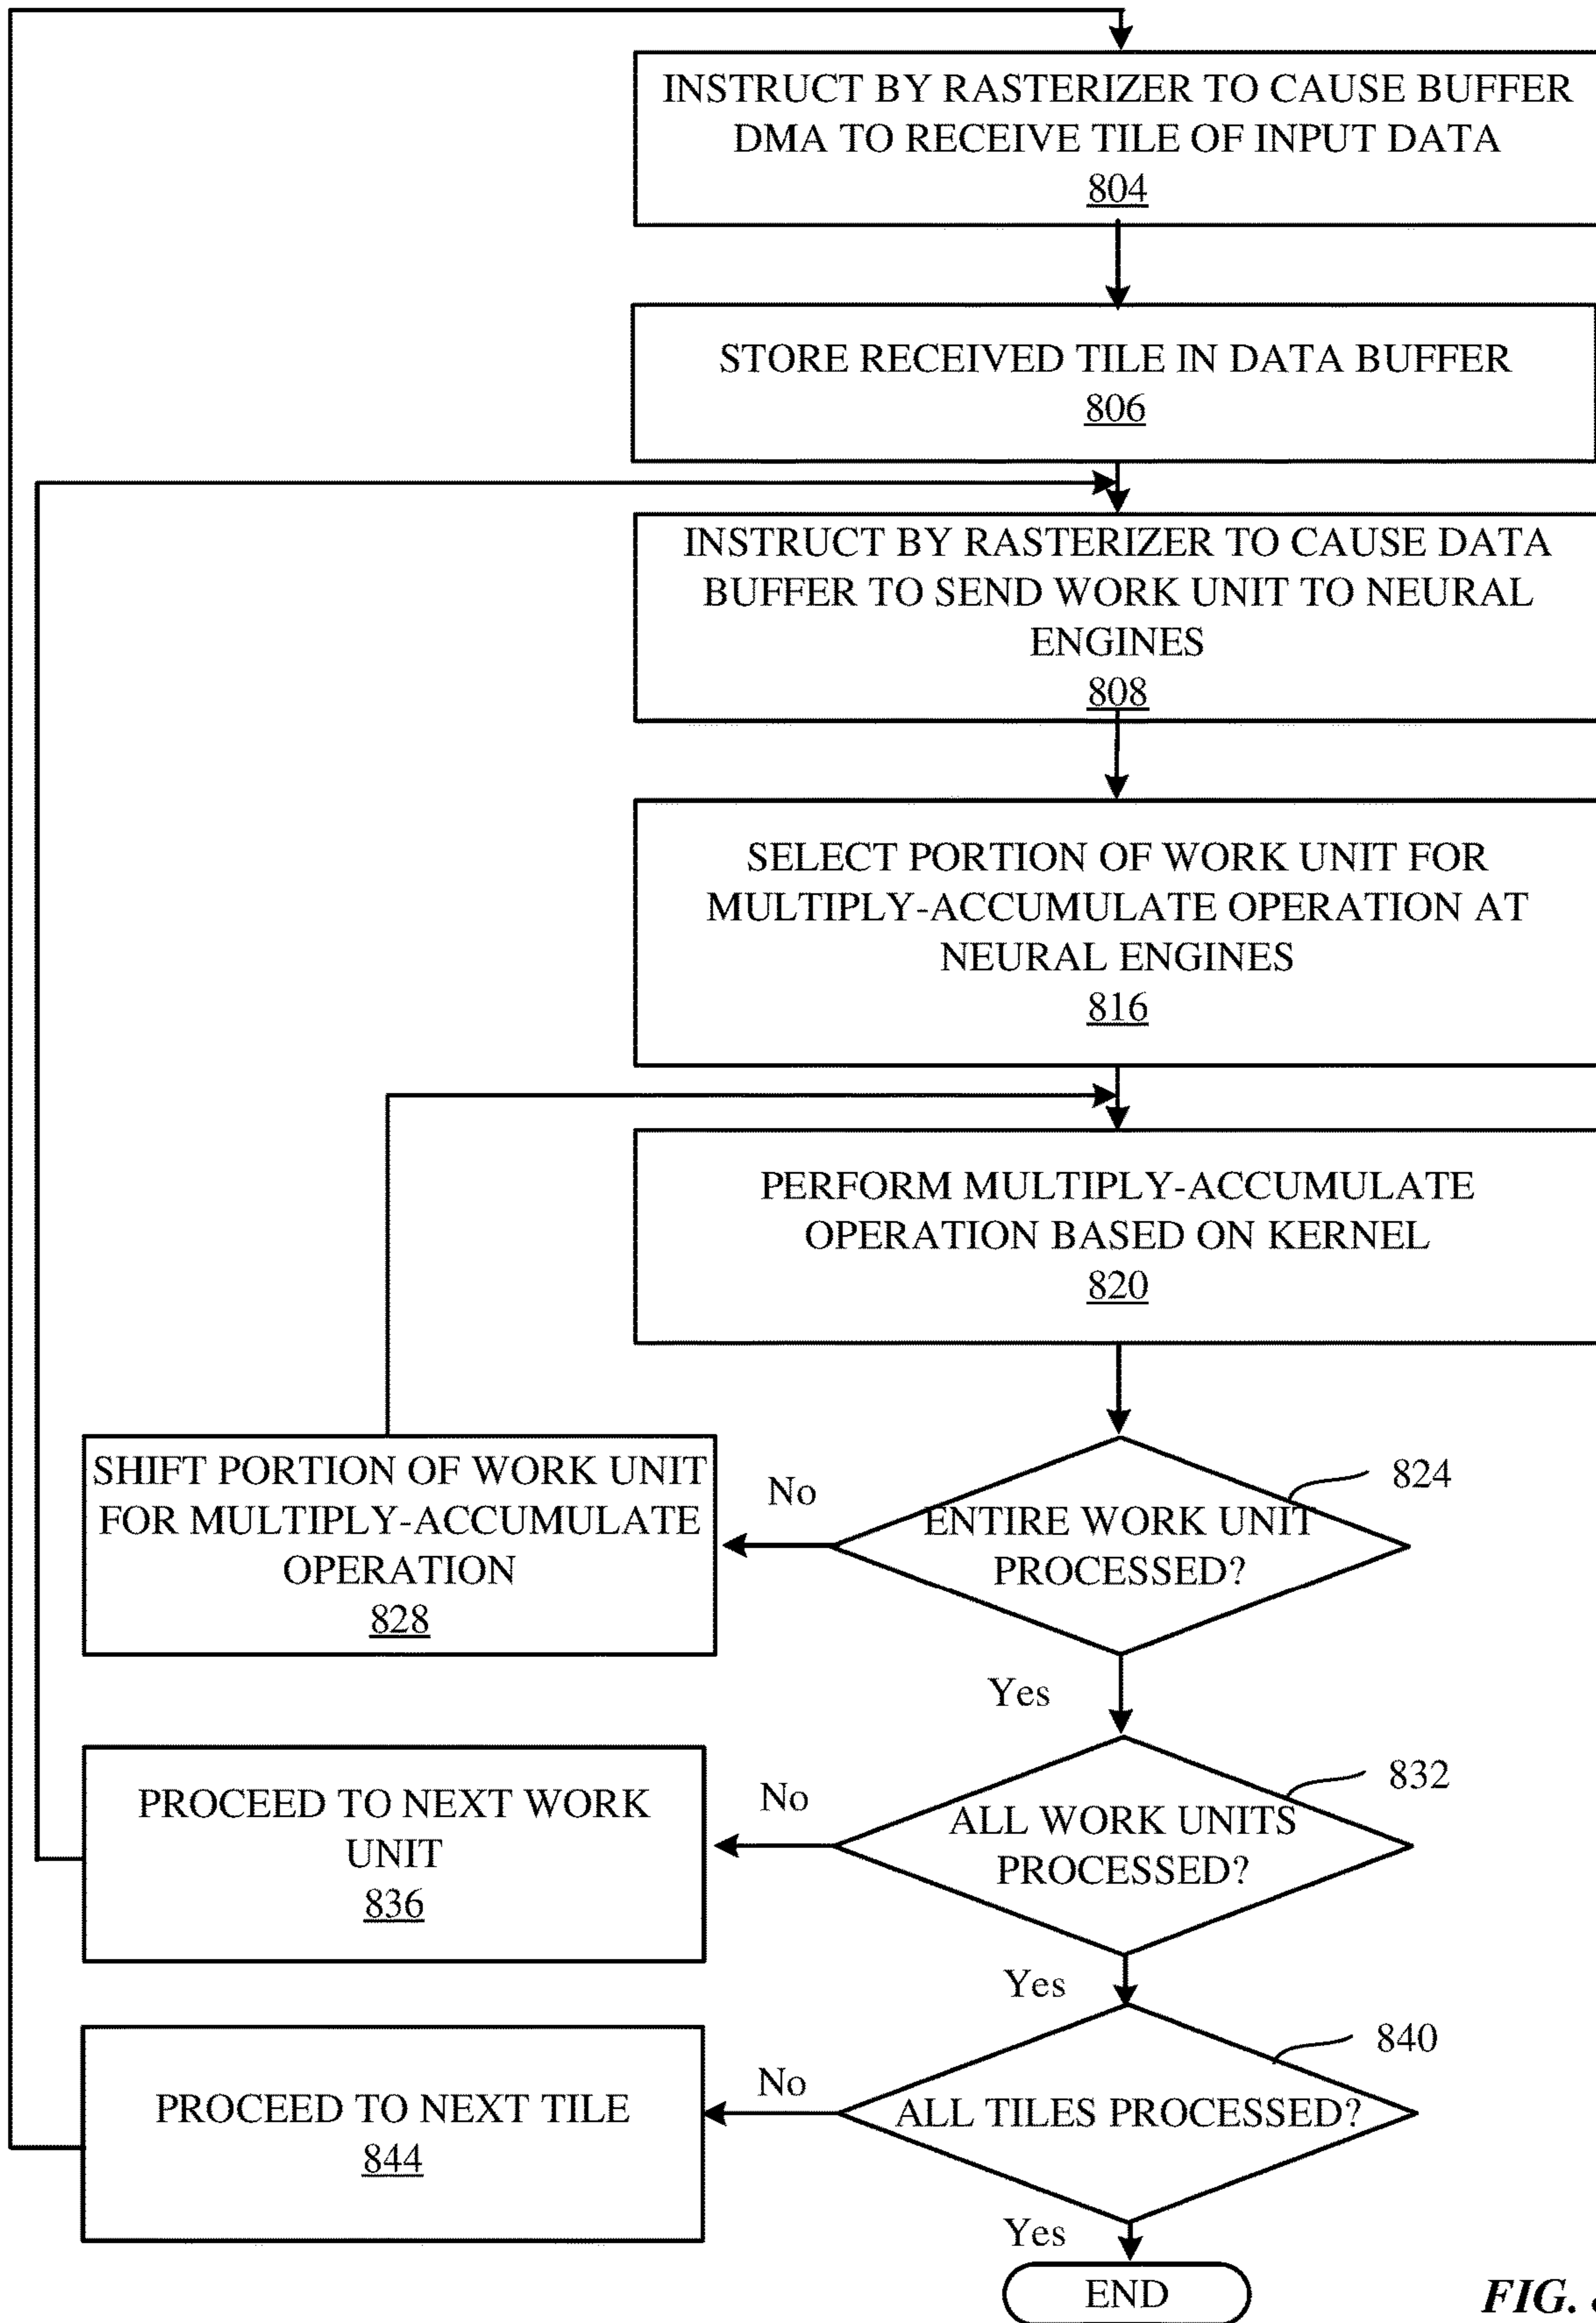 INSTRUCT BY RASTERIZER TO CAUSE BUFFER
DMA TO RECEIVE TILE OF INPUT DATA
804
STORE RECEIVED TILE IN DATA BUFFER
806
INSTRUCT BY RASTERIZER TO CAUSE DATA
BUFFER TO SEND WORK UNIT TO NEURAL
ENGINES
808
SELECT PORTION OF WORK UNIT FOR
MULTIPLY-ACCUMULATE OPERATION AT
NEURAL ENGINES
816
PERFORM MULTIPLY-ACCUMULATE
OPERATION BASED ON KERNEL
820
824
ENTIRE WORK UNIT
PROCESSED?
No
SHIFT PORTION OF WORK UNIT
FOR MULTIPLY-ACCUMULATE
OPERATION
828
Yes
832
ALL WORK UNITS
PROCESSED?
No
PROCEED TO NEXT WORK
UNIT
836
Yes
840
ALL TILES PROCESSED?
No
PROCEED TO NEXT TILE
844
Yes
END
FIG.